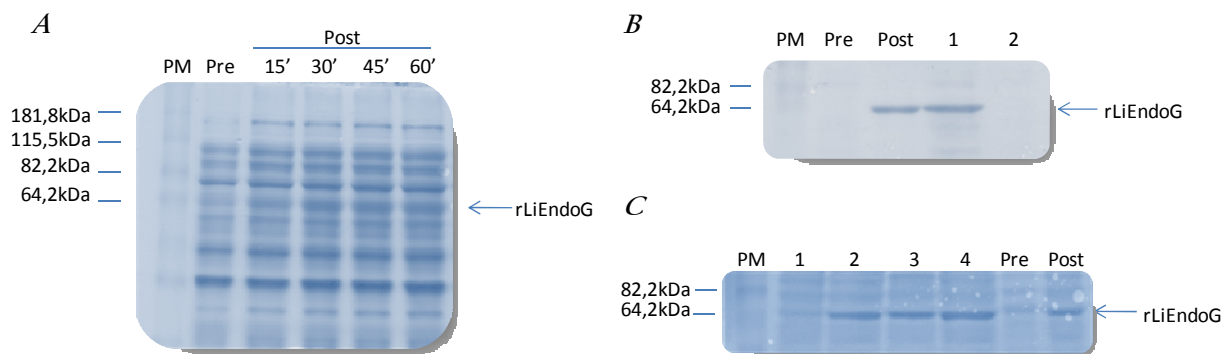 A
Post
PM Pre 15’ 30’ 45’ 60’
181,8kDa
115,5kDa
82,2kDa
64,2kDa
rLiEndoG
B
PM Pre Post 1 2
82,2kDa
64,2kDa
rLiEndoG
C
PM 1 2 3 4 Pre Post
82,2kDa
64,2kDa
rLiEndoG